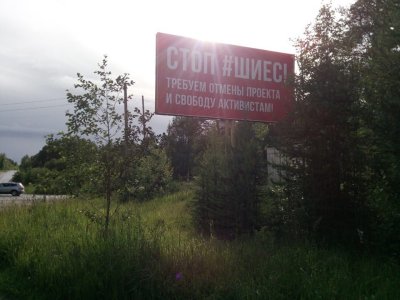 СТОП #ШИЕС!
ТРЕБУЕМ ОТМЕНЫ ПРОЕКТА
И СВОБОДУ АКТИВИСТАМ!